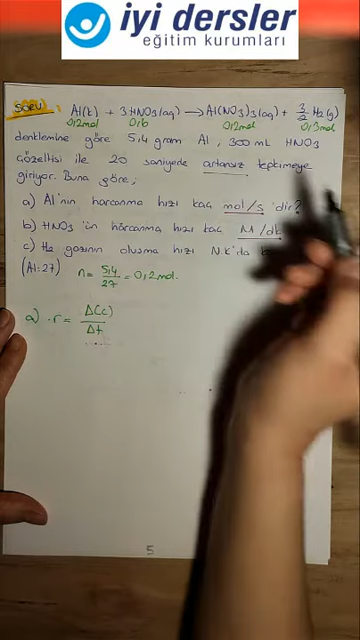 iyi dersler
eğitim kurumları
SORU: Al(k) + 3HNO3(aq) → Al(NO3)3(aq) + 3/2 H2(g)
0,2mol 0,6 0,2mol 0,3mol
denklemine göre 5,4 gram Al, 300 mL HNO3
çözeltisi ile 20 saniyede artansız tepkimeye
giriyor. Buna göre;
a) Al'nin harcanma hızı kaç mol/s 'dir?
b) HNO3'ün harcanma hızı kaç M/dk
c) H2 gazının oluşma hızı N.K'da
(Al:27) n= 5,4/27 = 0,2mol.
a) r= Δ(c)/Δt
5